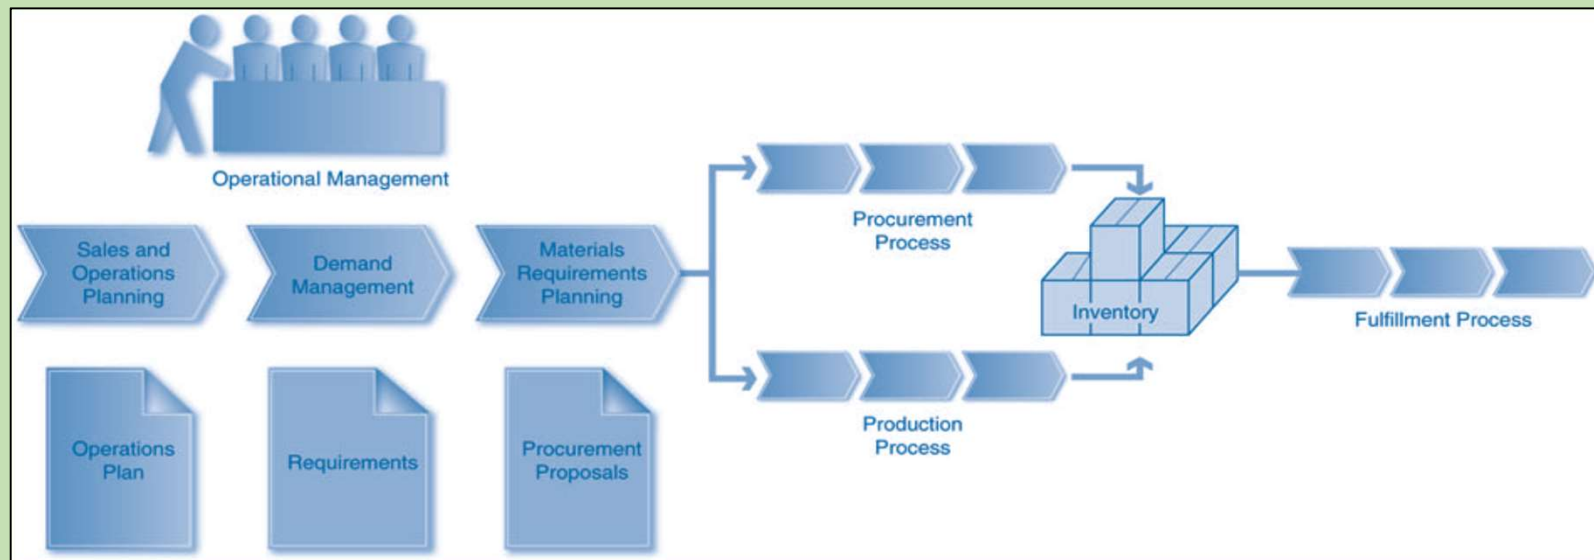 Operational Management
Sales and
Operations
Planning
Demand
Management
Materials
Requirements
Planning
Procurement
Process
Inventory
Fulfillment Process
Production
Process
Operations
Plan
Requirements
Procurement
Proposals